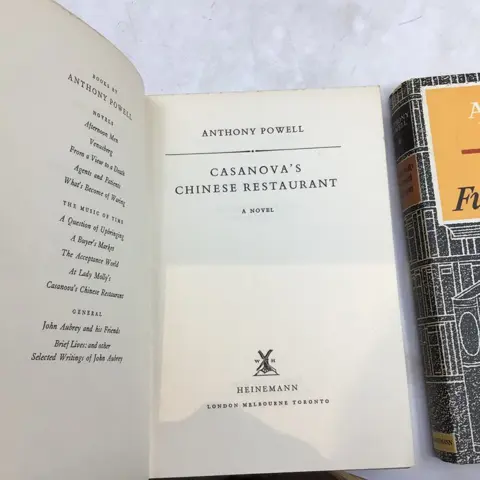 BOOKS BY
ANTHONY POWELL
NOVELS
Afternoon Men
Venusberg
From a View to a Death
Agents and Patients
What's Become of Waring
THE MUSIC OF TIME
A Question of Upbringing
A Buyer's Market
The Acceptance World
At Lady Molly's
Casanova's Chinese Restaurant
GENERAL
John Aubrey and his Friends
Brief Lives: and other
Selected Writings of John Aubrey
ANTHONY POWELL
CASANOVA'S
CHINESE RESTAURANT
A NOVEL
W H
HEINEMANN
LONDON MELBOURNE TORONTO
A
Fu